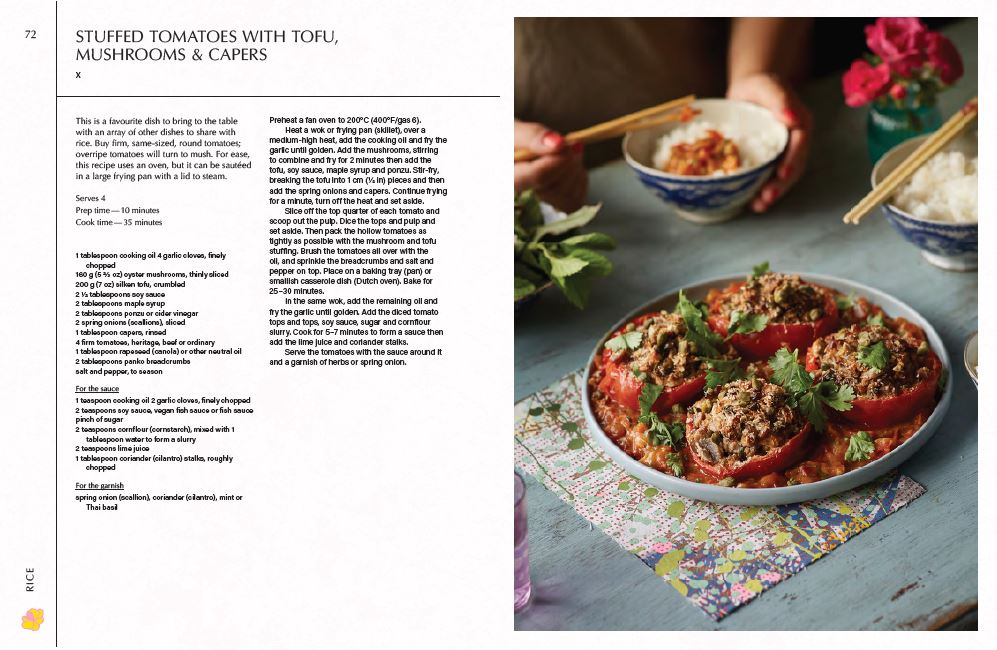 72
STUFFED TOMATOES WITH TOFU,
MUSHROOMS & CAPERS
X
This is a favourite dish to bring to the table
with an array of other dishes to share with
rice. Buy firm, same-sized, round tomatoes;
overripe tomatoes will turn to mush. For ease,
this recipe uses an oven, but it can be sautéed
in a large frying pan with a lid to steam.
Serves 4
Prep time—10 minutes
Cook time—35 minutes
1 tablespoon cooking oil 4 garlic cloves, finely
chopped
160 g (5 ⅔ oz) oyster mushrooms, thinly sliced
200 g (7 oz) silken tofu, crumbled
2 ½ tablespoons soy sauce
2 tablespoons maple syrup
2 tablespoons ponzu or cider vinegar
2 spring onions (scallions), sliced
1 tablespoon capers, rinsed
4 firm tomatoes, heritage, beef or ordinary
1 tablespoon rapeseed (canola) or other neutral oil
2 tablespoons panko breadcrumbs
salt and pepper, to season
For the sauce
1 teaspoon cooking oil 2 garlic cloves, finely chopped
2 teaspoons soy sauce, vegan fish sauce or fish sauce
pinch of sugar
2 teaspoons cornflour (cornstarch), mixed with 1
tablespoon water to form a slurry
2 teaspoons lime juice
1 tablespoon coriander (cilantro) stalks, roughly
chopped
For the garnish
spring onion (scallion), coriander (cilantro), mint or
Thai basil
Preheat a fan oven to 200°C (400°F/gas 6).
Heat a wok or frying pan (skillet), over a
medium-high heat, add the cooking oil and fry the
garlic until golden. Add the mushrooms, stirring
to combine and fry for 2 minutes then add the
tofu, soy sauce, maple syrup and ponzu. Stir-fry,
breaking the tofu into 1 cm (½ in) pieces and then
add the spring onions and capers. Continue frying
for a minute, turn off the heat and set aside.
Slice off the top quarter of each tomato and
scoop out the pulp. Dice the tops and pulp and
set aside. Then pack the hollow tomatoes as
tightly as possible with the mushroom and tofu
stuffing. Brush the tomatoes all over with the
oil, and sprinkle the breadcrumbs and salt and
pepper on top. Place on a baking tray (pan) or
smallish casserole dish (Dutch oven). Bake for
25–30 minutes.
In the same wok, add the remaining oil and
fry the garlic until golden. Add the diced tomato
tops and tops, soy sauce, sugar and cornflour
slurry. Cook for 5–7 minutes to form a sauce then
add the lime juice and coriander stalks.
Serve the tomatoes with the sauce around it
and a garnish of herbs or spring onion.
RICE